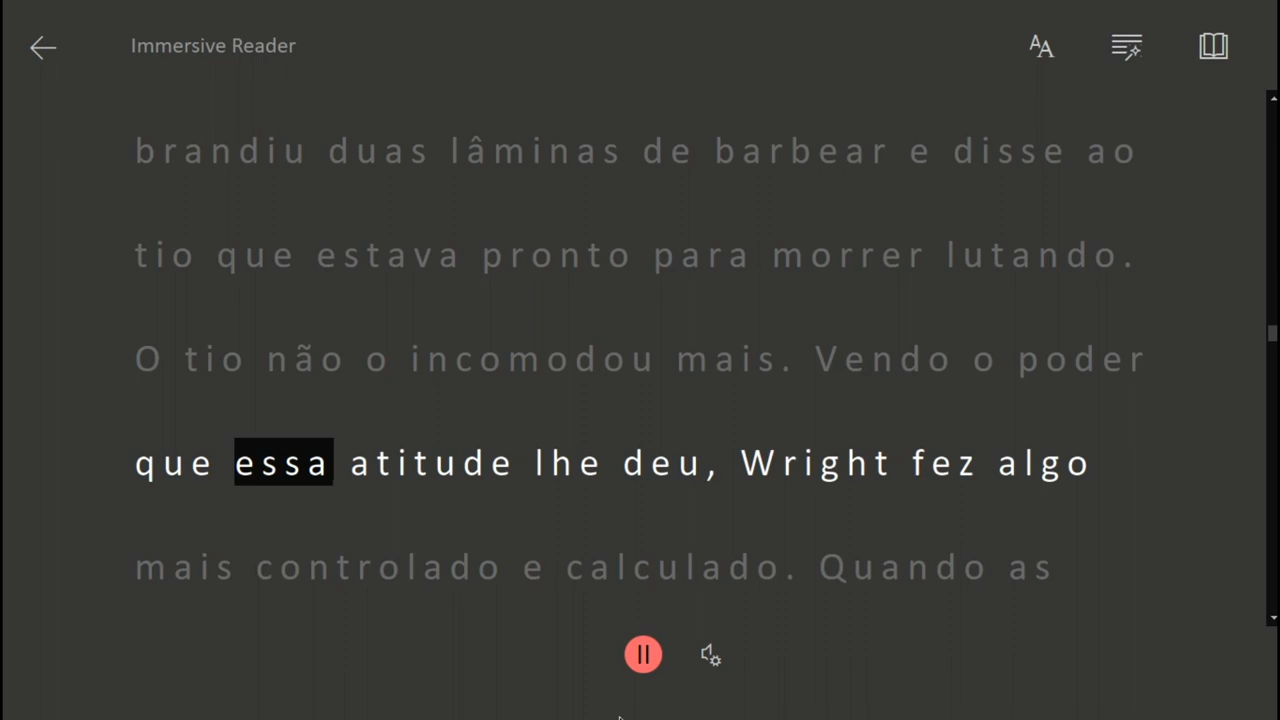 Immersive Reader
brandiu duas lâminas de barbear e disse ao
tio que estava pronto para morrer lutando.
O tio não o incomodou mais. Vendo o poder
que essa atitude lhe deu, Wright fez algo
mais controlado e calculado. Quando as